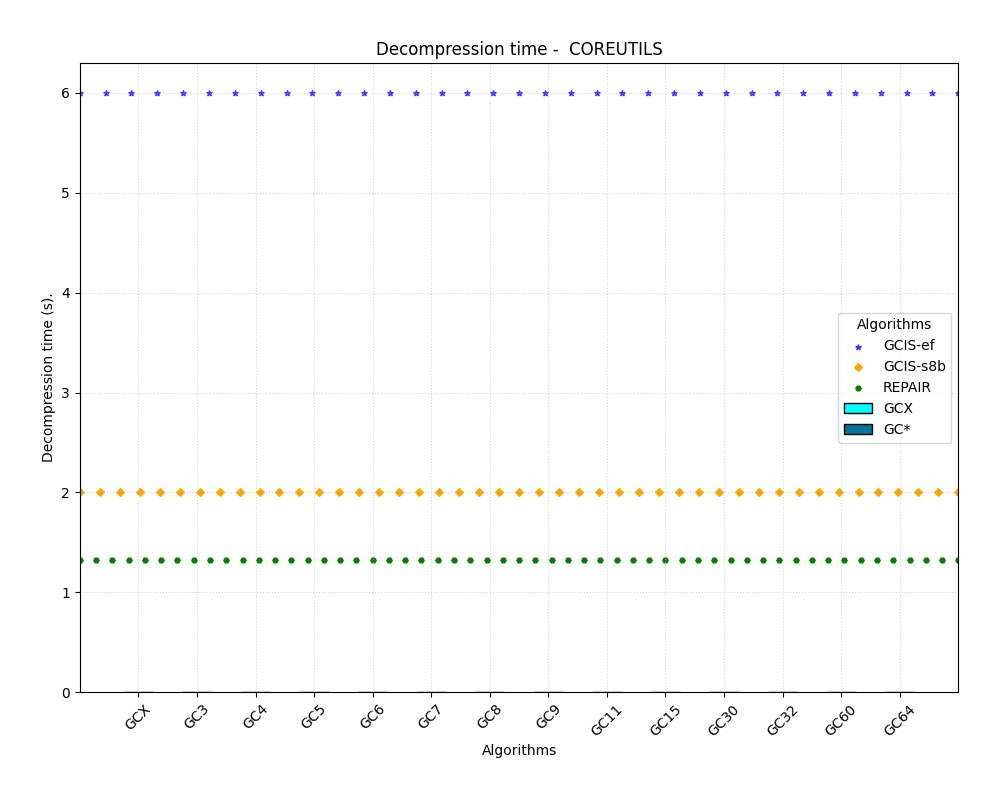 Decompression time -  COREUTILS
6
5
4
3
2
1
0
Decompression time (s).
Algorithms
GCIS-ef
GCIS-s8b
REPAIR
GCX
GC*
GCX
GC3
GC4
GC5
GC6
GC7
GC8
GC9
GC11
GC15
GC30
GC32
GC60
GC64
Algorithms